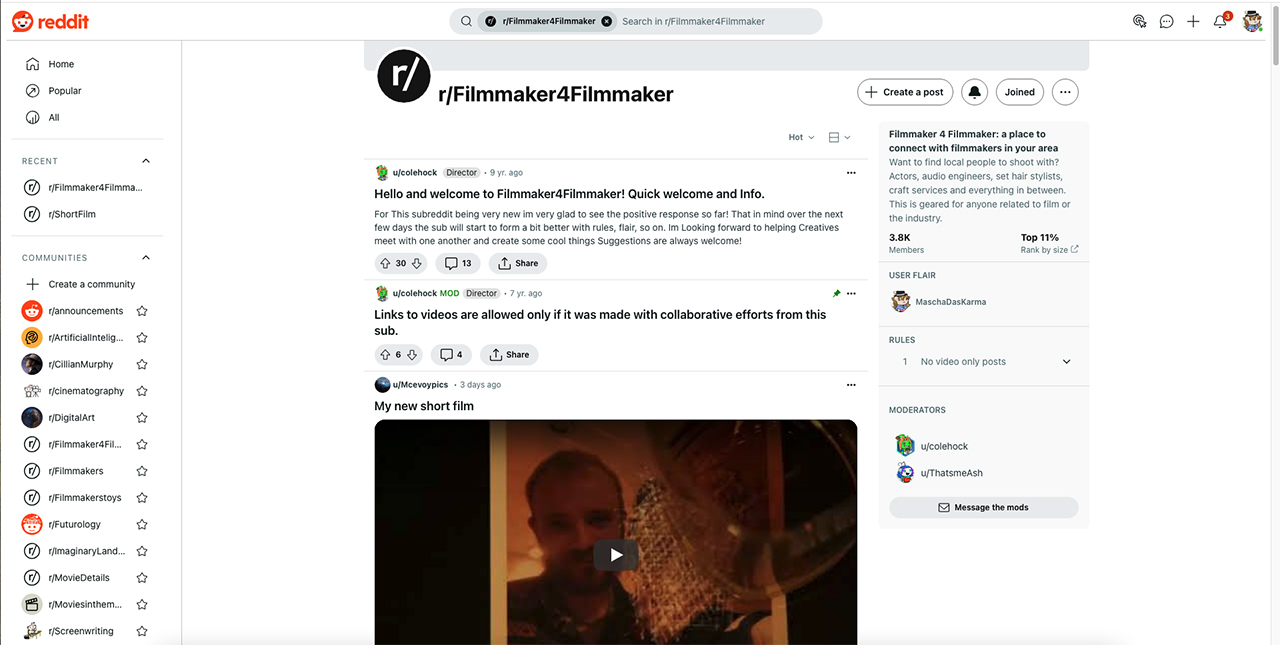 reddit
r/Filmmaker4Filmmaker
Search in r/Filmmaker4Filmmaker
3
Home
Popular
All
RECENT
r/Filmmaker4Filmma...
r/ShortFilm
COMMUNITIES
Create a community
r/announcements
r/ArtificialIntelig...
r/CillianMurphy
r/cinematography
r/DigitalArt
r/Filmmaker4Fil...
r/Filmmakers
r/Filmmakerstoys
r/Futurology
r/ImaginaryLand...
r/MovieDetails
r/Moviesinthem...
r/Screenwriting
r/
r/Filmmaker4Filmmaker
Create a post
Joined
Hot
u/colehock Director • 9 yr. ago
Hello and welcome to Filmmaker4Filmmaker! Quick welcome and Info.
For This subreddit being very new im very glad to see the positive response so far! That in mind over the next
few days the sub will start to form a bit better with rules, flair, so on. Im Looking forward to helping Creatives
meet with one another and create some cool things Suggestions are always welcome!
30 13 Share
u/colehock MOD Director • 7 yr. ago
Links to videos are allowed only if it was made with collaborative efforts from this
sub.
6 4 Share
u/Mcevoypics • 3 days ago
My new short film
Filmmaker 4 Filmmaker: a place to
connect with filmmakers in your area
Want to find local people to shoot with?
Actors, audio engineers, set hair stylists,
craft services and everything in between.
This is geared for anyone related to film or
the industry.
3.8K Top 11%
Members Rank by size
USER FLAIR
MaschaDasKarma
RULES
1 No video only posts
MODERATORS
u/colehock
u/ThatsmeAsh
Message the mods